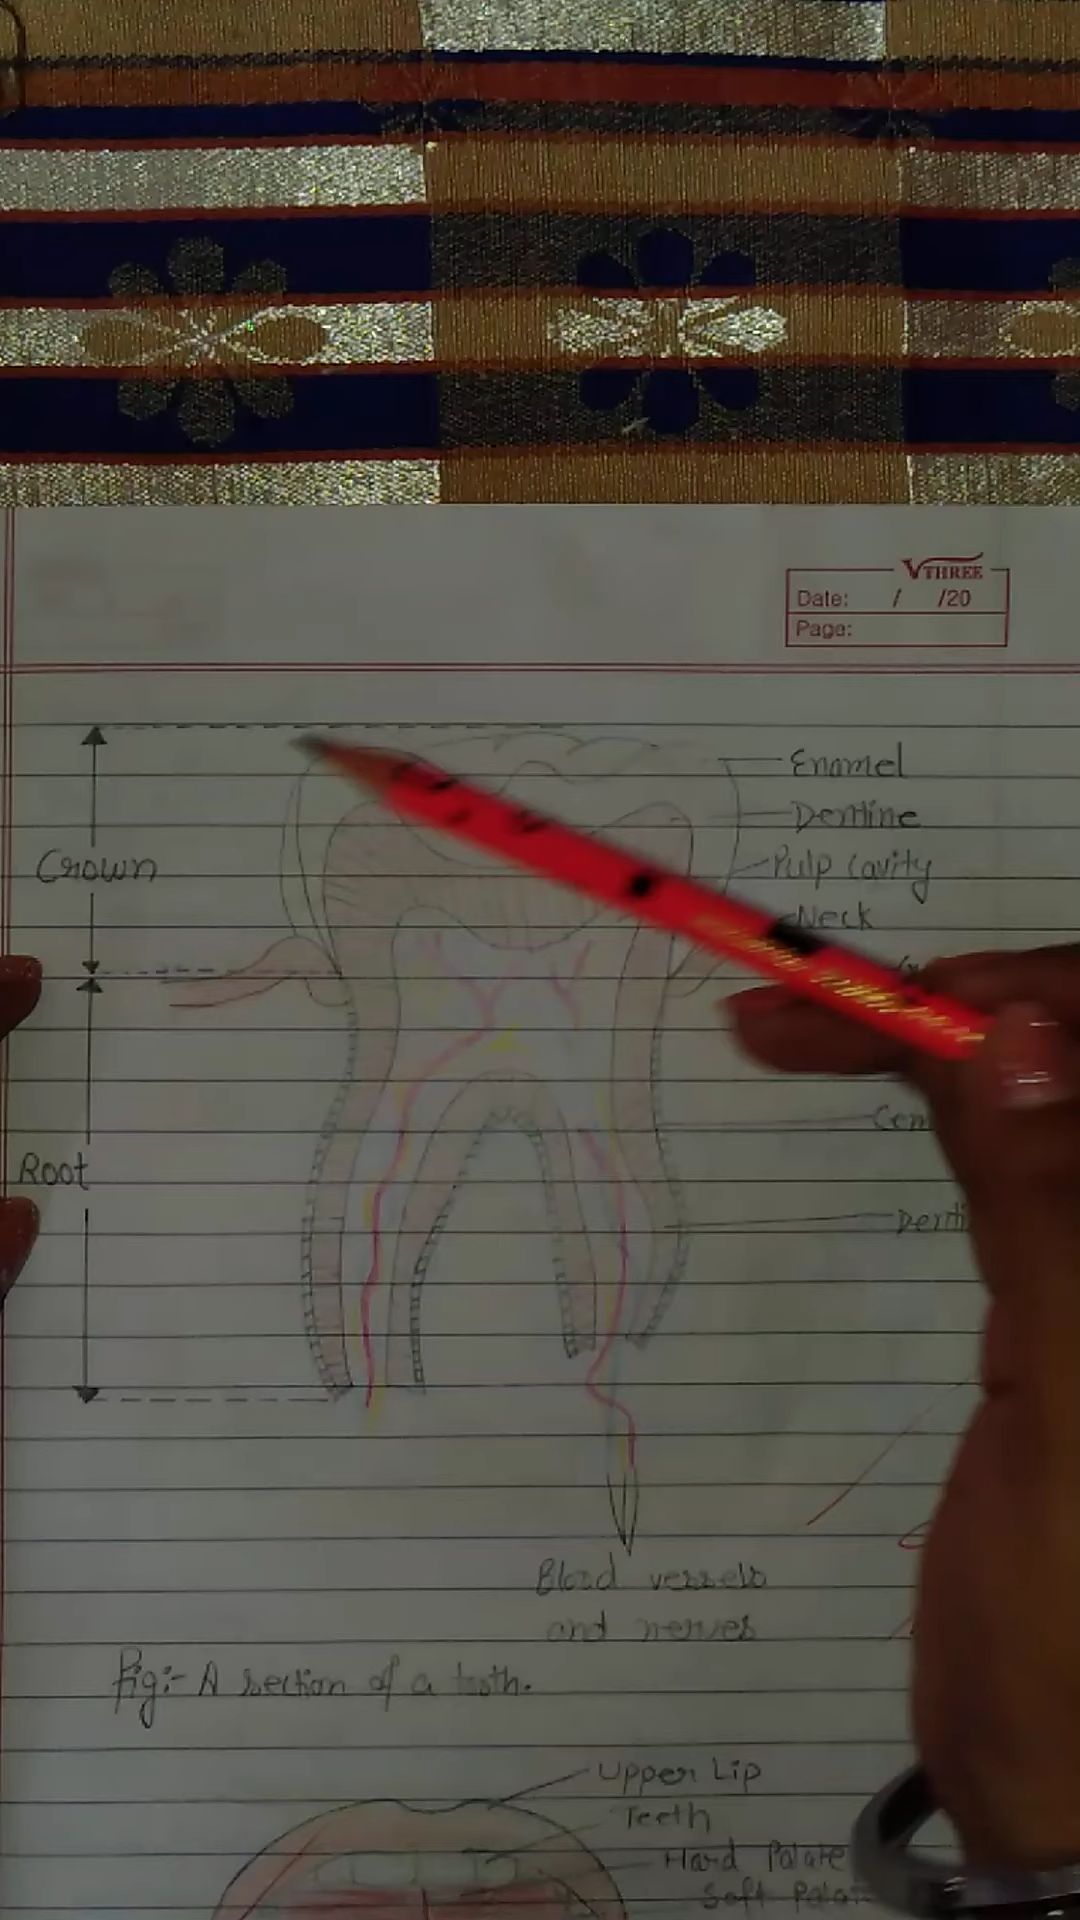 VTHREE
Date: / /20
Page:
Enamel
Dentine
Crown
Pulp cavity
Neck
Root
Blood vessels
and nerves
Fig:- A section of a tooth.
Upper Lip
Teeth
Hard Palate
Soft